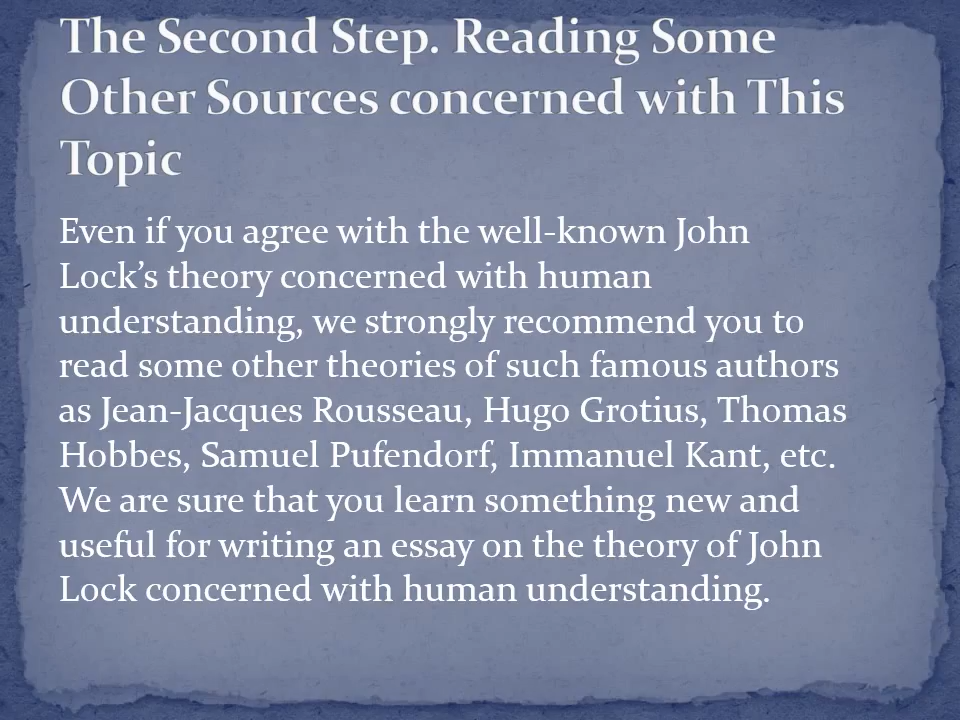 The Second Step. Reading Some
Other Sources concerned with This
Topic
Even if you agree with the well-known John
Lock’s theory concerned with human
understanding, we strongly recommend you to
read some other theories of such famous authors
as Jean-Jacques Rousseau, Hugo Grotius, Thomas
Hobbes, Samuel Pufendorf, Immanuel Kant, etc.
We are sure that you learn something new and
useful for writing an essay on the theory of John
Lock concerned with human understanding.